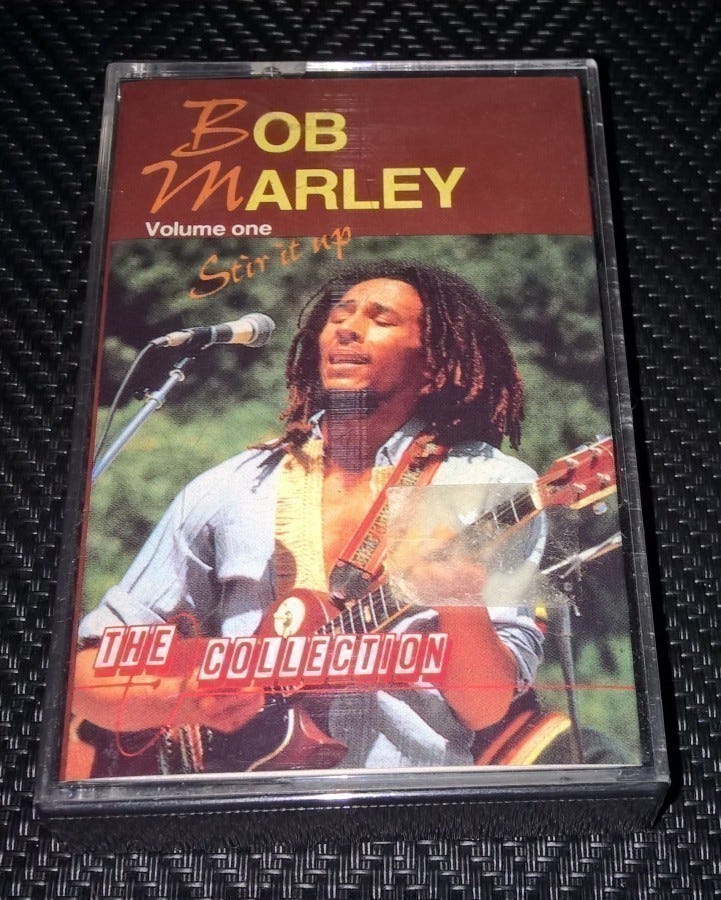 BOB
MARLEY
Volume one
Stir it up
THE COLLECTION